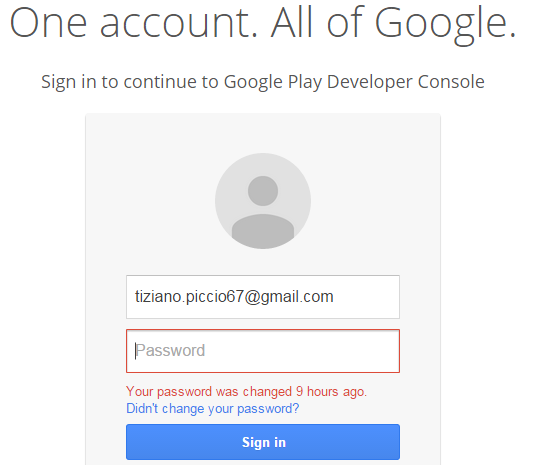 One account. All of Google.
Sign in to continue to Google Play Developer Console
tiziano.piccio67@gmail.com
Password
Your password was changed 9 hours ago.
Didn't change your password?
Sign in